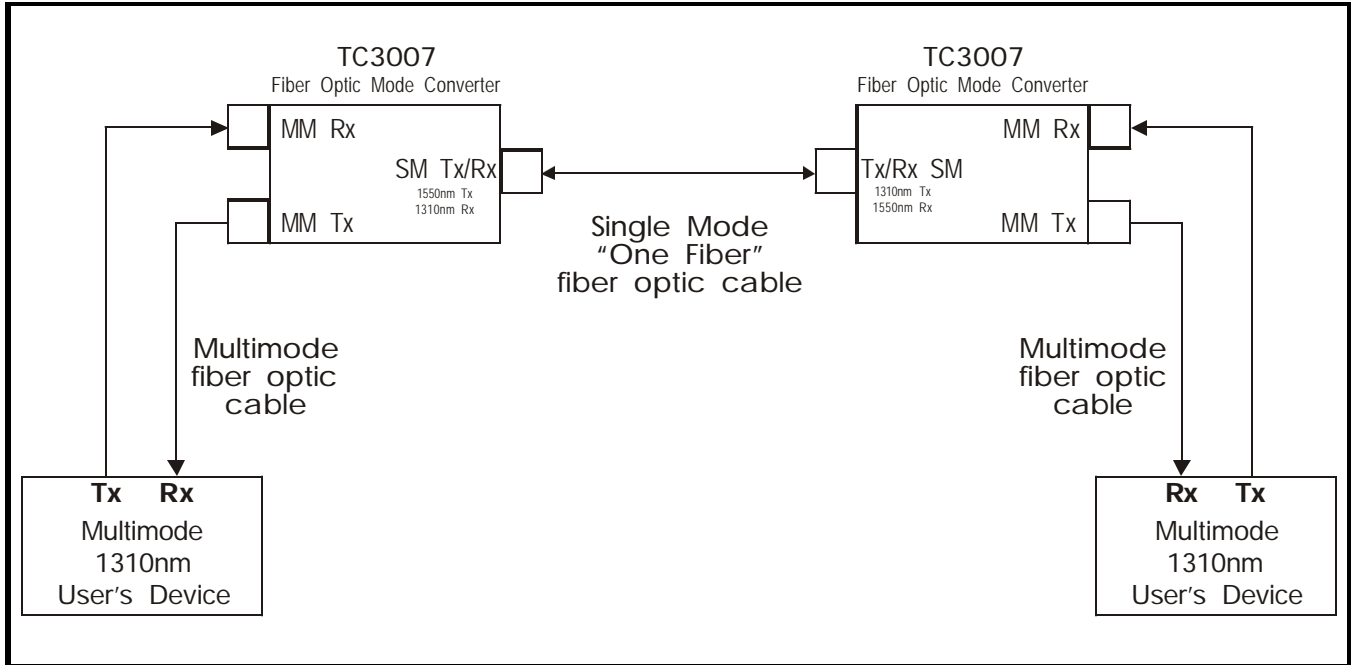 TC3007
Fiber Optic Mode Converter
MM Rx
SM Tx/Rx
1550nm Tx
1310nm Rx
MM Tx
TC3007
Fiber Optic Mode Converter
MM Rx
Tx/Rx SM
1310nm Tx
1550nm Rx
MM Tx
Single Mode
“One Fiber”
fiber optic cable
Multimode
fiber optic
cable
Multimode
fiber optic
cable
Tx Rx
Multimode
1310nm
User's Device
Rx Tx
Multimode
1310nm
User's Device